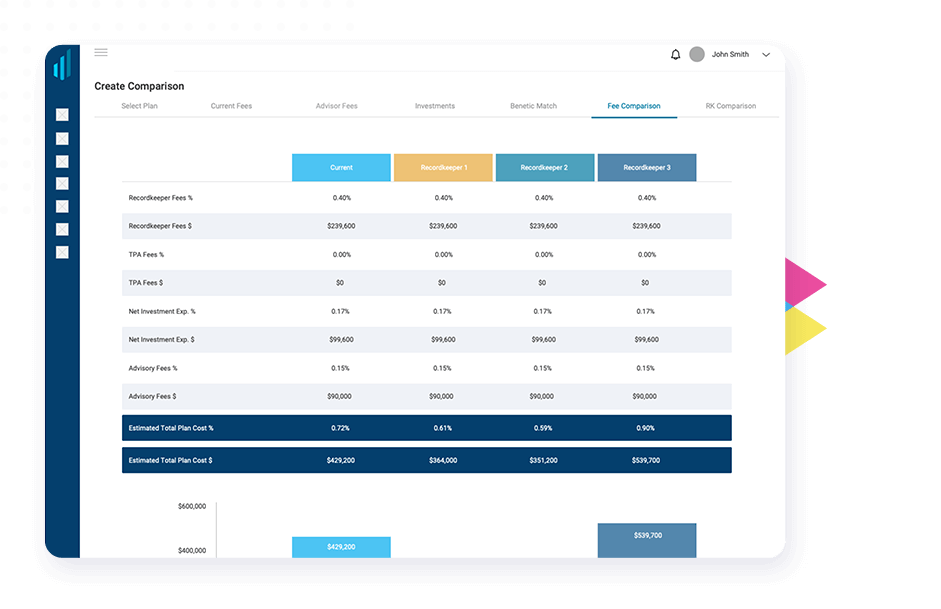 John Smith
Create Comparison
Select Plan Current Fees Advisor Fees Investments Benetic Match Fee Comparison RK Comparison
Current Recordkeeper 1 Recordkeeper 2 Recordkeeper 3
Recordkeeper Fees % 0.40% 0.40% 0.40% 0.40%
Recordkeeper Fees $ $239,600 $239,600 $239,600 $239,600
TPA Fees % 0.00% 0.00% 0.00% 0.00%
TPA Fees $ $0 $0 $0 $0
Net Investment Exp. % 0.17% 0.17% 0.17% 0.17%
Net Investment Exp. $ $99,600 $99,600 $99,600 $99,600
Advisory Fees % 0.15% 0.15% 0.15% 0.15%
Advisory Fees $ $90,000 $90,000 $90,000 $90,000
Estimated Total Plan Cost % 0.72% 0.61% 0.59% 0.90%
Estimated Total Plan Cost $ $429,200 $364,000 $351,200 $539,700
$600,000
$539,700
$429,200
$400,000